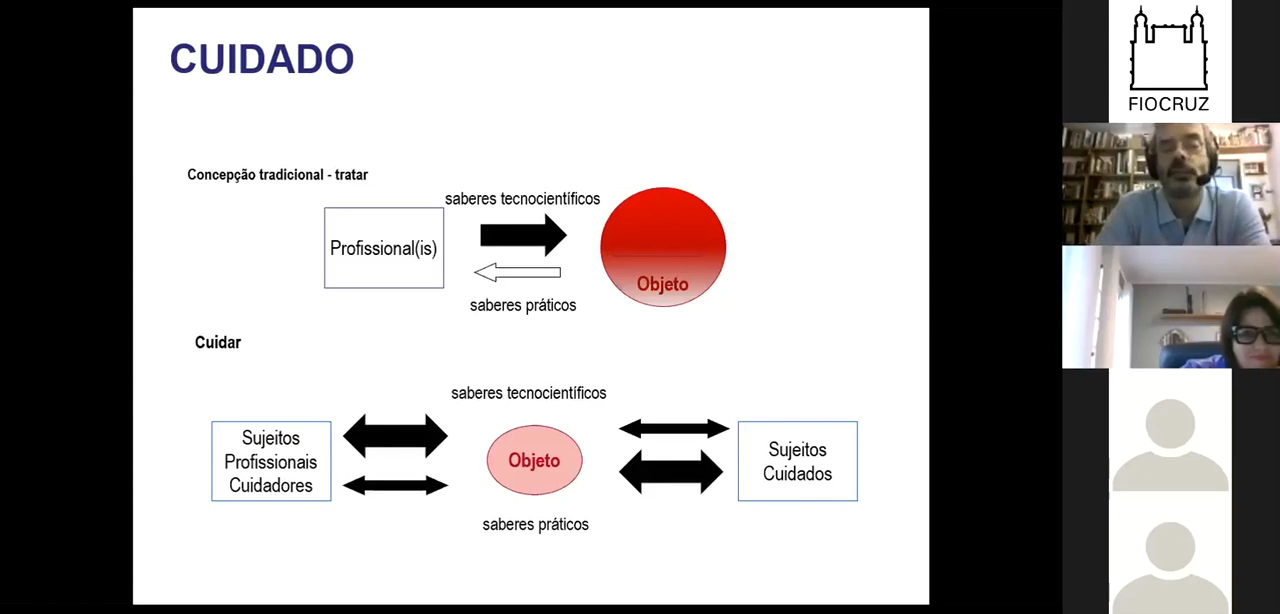 CUIDADO
Concepção tradicional - tratar
saberes tecnocientíficos
Profissional(is)
Objeto
saberes práticos
Cuidar
saberes tecnocientíficos
Sujeitos
Profissionais
Cuidadores
Objeto
Sujeitos
Cuidados
saberes práticos
FIOCRUZ